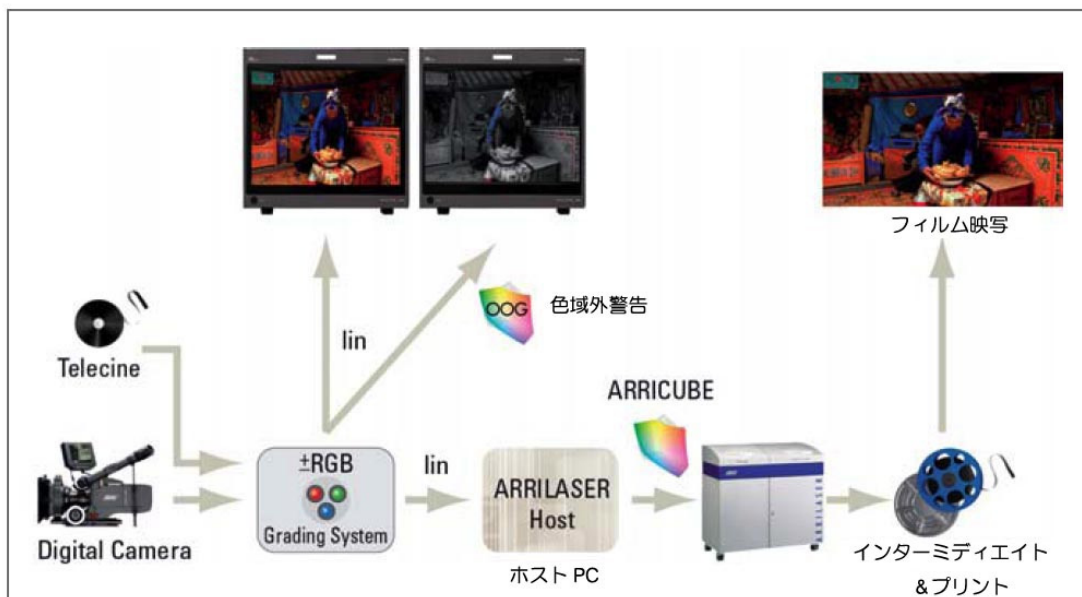 フィルム映写
OOG
色域外警告
lin
Telecine
ARRICUBE
±RGB
Grading System
lin
ARRILASER
Host
Digital Camera
ホスト PC
インターミディエイト
&プリント